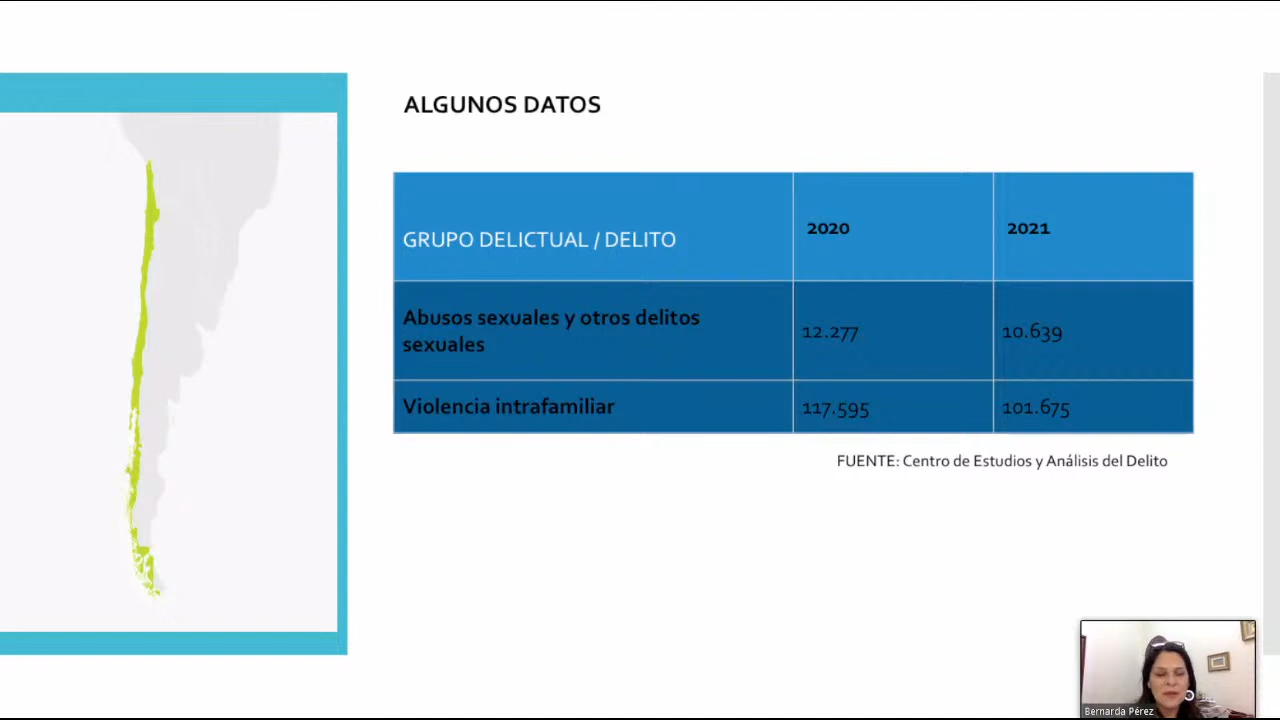 ALGUNOS DATOS
GRUPO DELICTUAL / DELITO
2020
2021
Abusos sexuales y otros delitos
sexuales
12.277
10.639
Violencia intrafamiliar
117.595
101.675
FUENTE: Centro de Estudios y Análisis del Delito
Bernarda Pérez